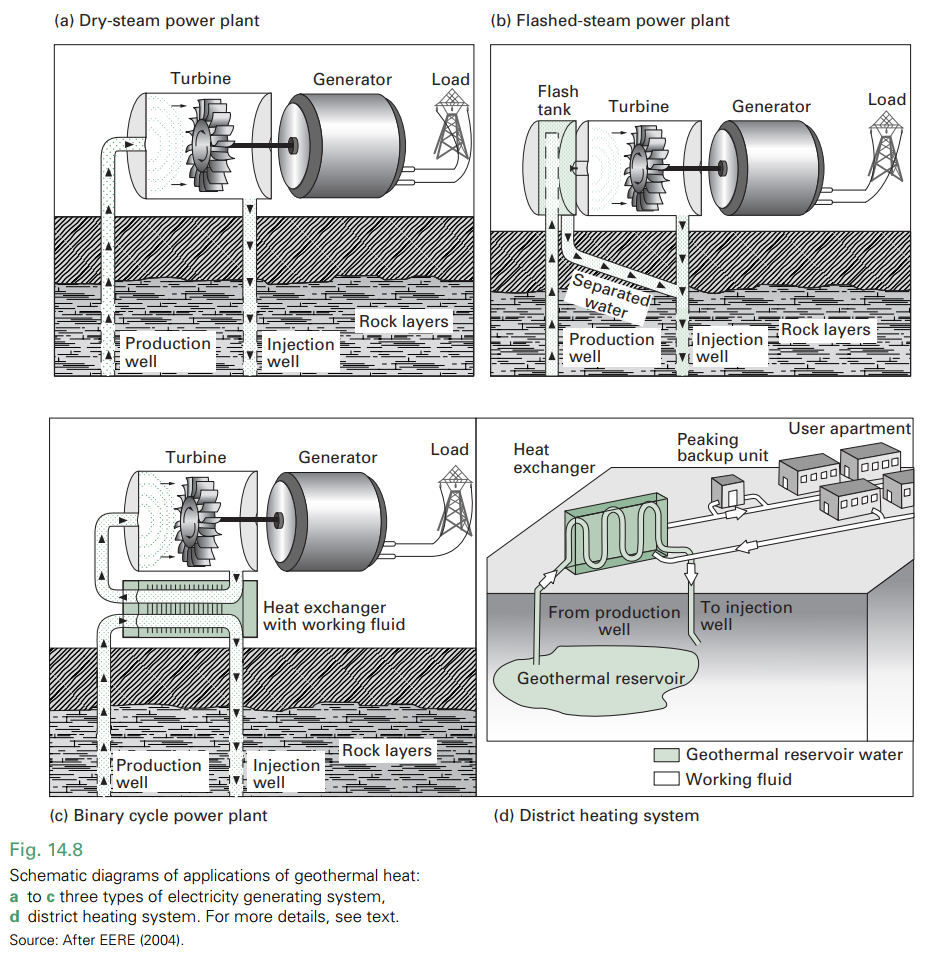 (a) Dry-steam power plant
Turbine
Generator
Load
Rock layers
Production
well
Injection
well
(b) Flashed-steam power plant
Flash
tank
Turbine
Generator
Load
Separated
water
Rock layers
Production
well
Injection
well
Turbine
Generator
Load
Heat exchanger
with working fluid
Rock layers
Production
well
Injection
well
(c) Binary cycle power plant
User apartment
Peaking
backup unit
Heat
exchanger
From production
well
To injection
well
Geothermal reservoir
Geothermal reservoir water
Working fluid
(d) District heating system
Fig. 14.8
Schematic diagrams of applications of geothermal heat:
a to c three types of electricity generating system,
d district heating system. For more details, see text.
Source: After EERE (2004).